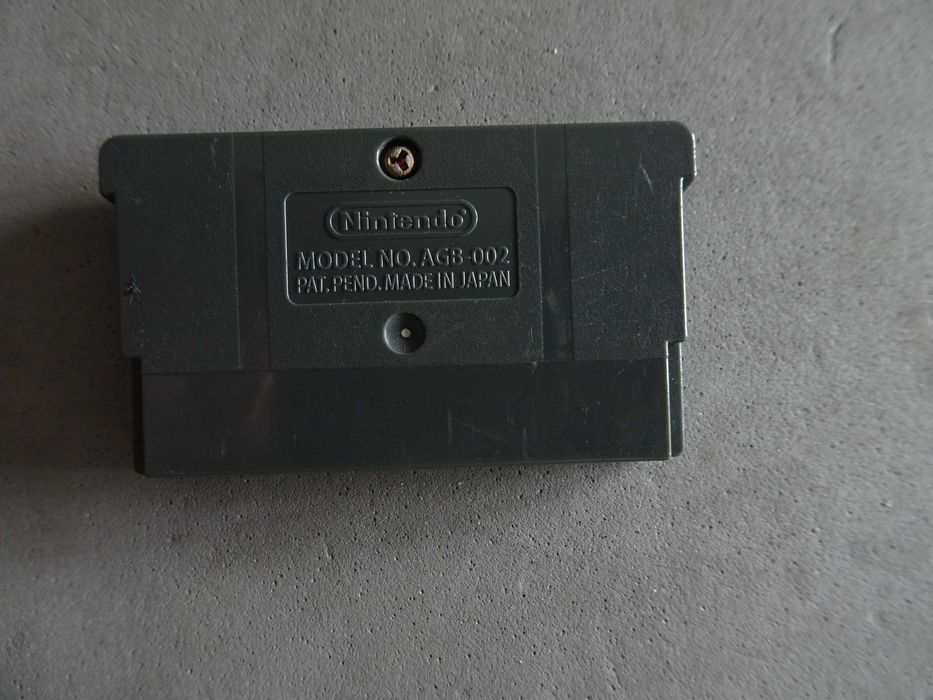 Nintendo
MODEL NO. AGB-002
PAT. PEND. MADE IN JAPAN